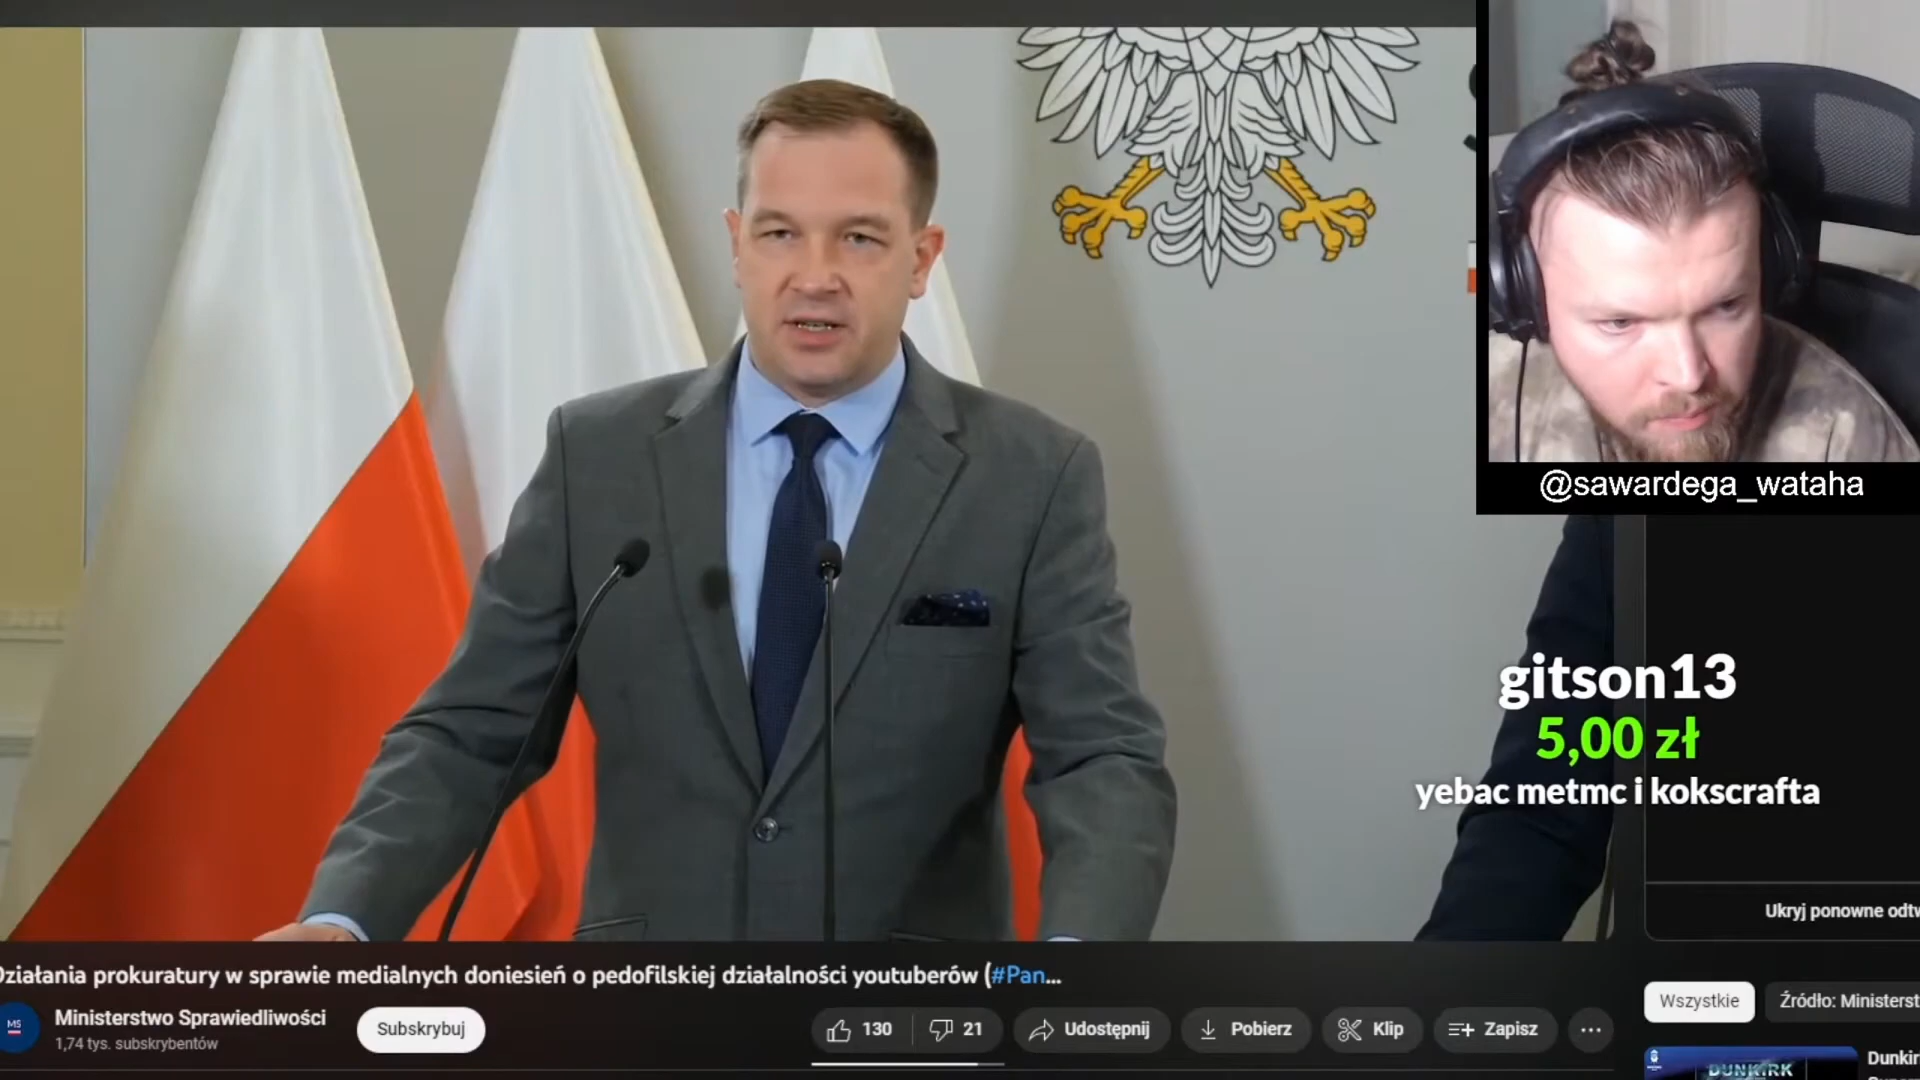 @sawardega_wataha
gitson13
5,00 zł
yebac metmc i kokscrafta
Ukryj ponowne odtw
Działania prokuratury w sprawie medialnych doniesień o pedofilskiej działalności youtuberów (#Pan...
MS
Ministerstwo Sprawiedliwości
1,74 tys. subskrybentów
Subskrybuj
130
21
Udostępnij
Pobierz
Klip
Zapisz
Wszystkie
Źródło: Ministerst
DUNKIRK
Dunkir